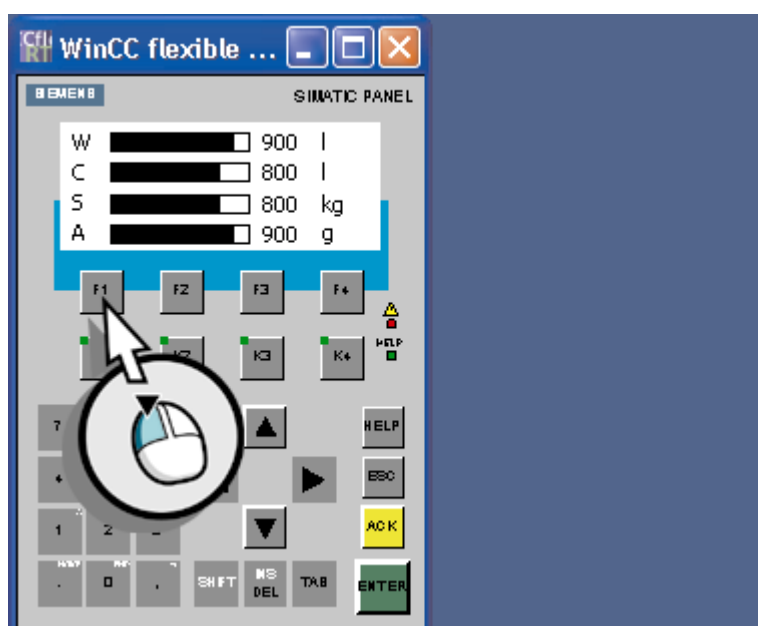 WinCC flexible ...
SIEMENS
SIMATIC PANEL
W 900 l
C 800 l
S 800 kg
A 900 g
F1 F2 F3 F4
K3 K4 HELP
7 HELP
ESC
1 2 ACK
. 0 , SHIFT INS DEL TAB ENTER